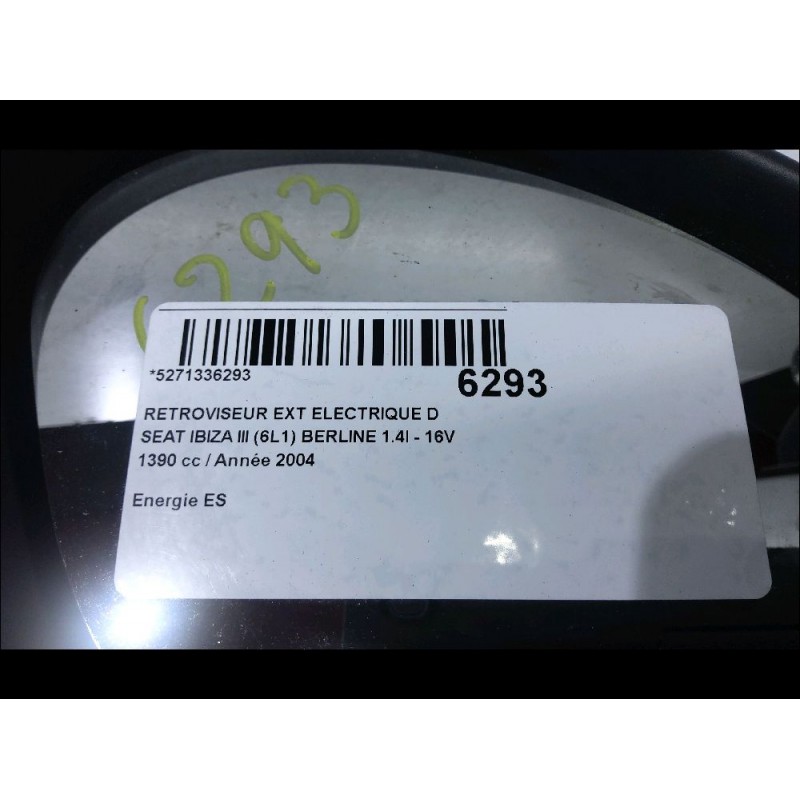 6293
*5271336293
6293
RETROVISEUR EXT ELECTRIQUE D
SEAT IBIZA III (6L1) BERLINE 1.4I - 16V
1390 cc / Année 2004
Energie ES